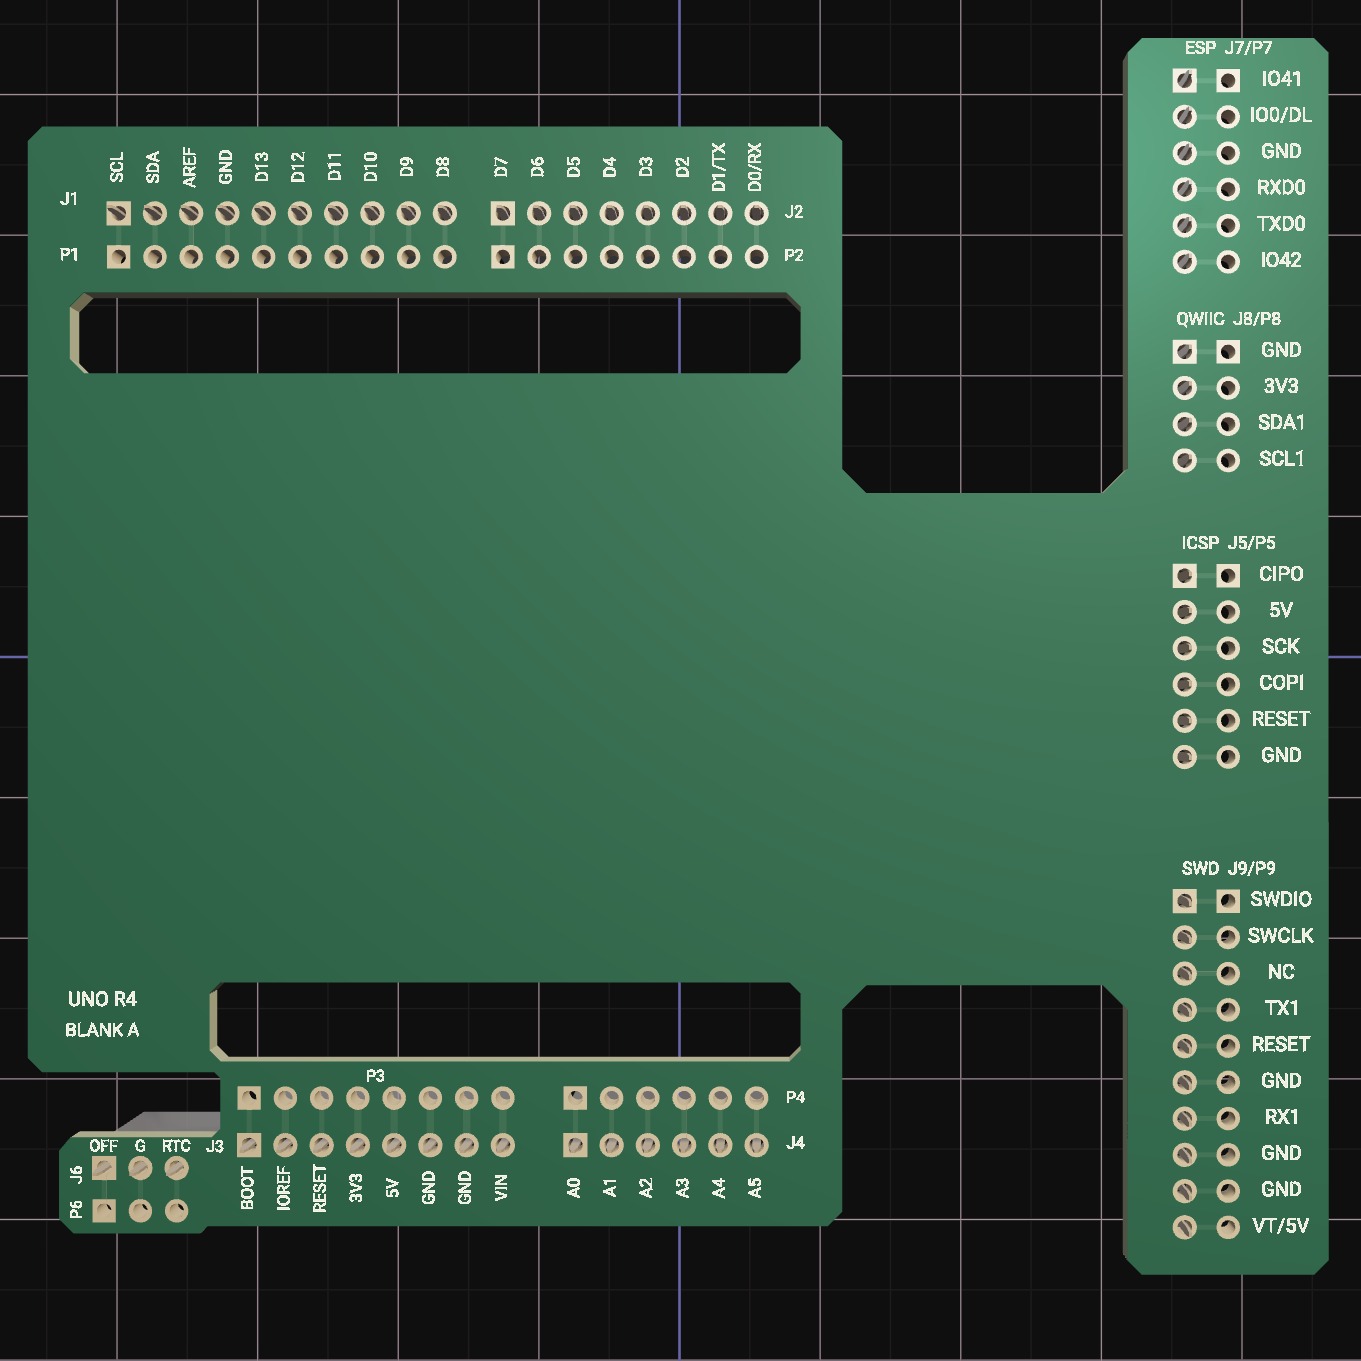 ESP J7/P7
IO41
IO0/DL
GND
RXD0
TXD0
IO42
SCL
SDA
AREF
GND
D13
D12
D11
D10
D9
D8
D7
D6
D5
D4
D3
D2
D1/TX
D0/RX
J1
J2
P1
P2
QWIIC J8/P8
GND
3V3
SDA1
SCL1
ICSP J5/P5
CIPO
5V
SCK
COPI
RESET
GND
SWD J9/P9
SWDIO
SWCLK
NC
TX1
RESET
GND
RX1
GND
GND
VT/5V
UNO R4
BLANK A
P3
P4
OFF G RTC
J3
J4
J6
P6
BOOT
IOREF
RESET
3V3
5V
GND
GND
VIN
A0
A1
A2
A3
A4
A5